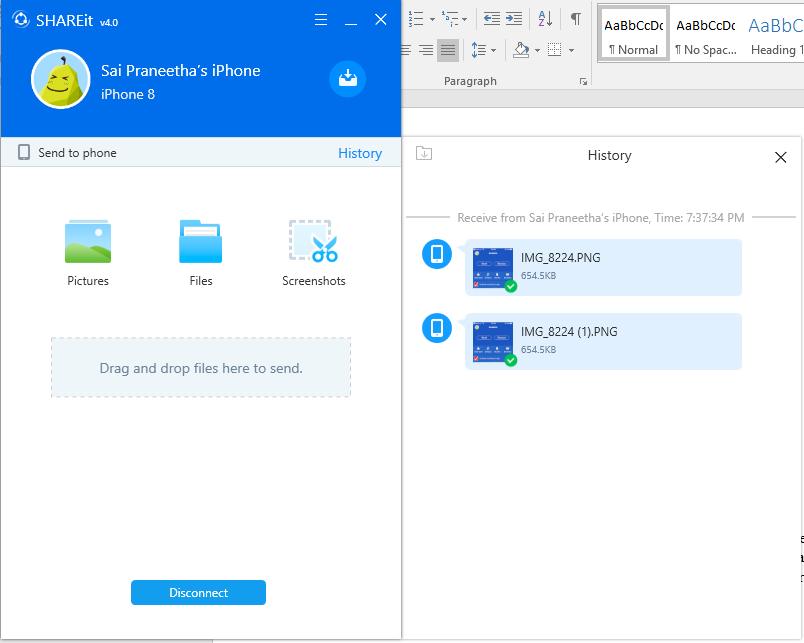 SHAREit v4.0
Sai Praneetha's iPhone
iPhone 8
Send to phone
History
Pictures
Files
Screenshots
Drag and drop files here to send.
Disconnect
AaBbCcDc AaBbCcDc AaBbC
¶ Normal ¶ No Spac... Heading 1
Paragraph
History
Receive from Sai Praneetha's iPhone, Time: 7:37:34 PM
IMG_8224.PNG
654.5KB
IMG_8224 (1).PNG
654.5KB